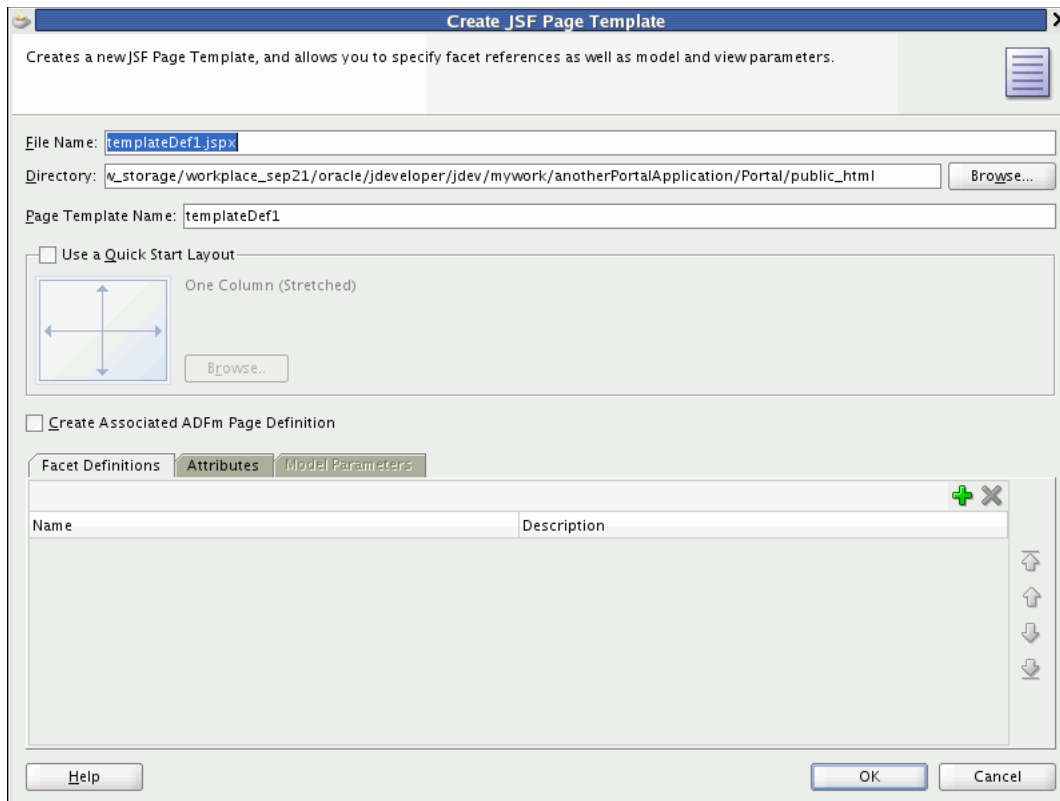 Create JSF Page Template
Creates a new JSF Page Template, and allows you to specify facet references as well as model and view parameters.
File Name: templateDef1.jspx
Directory: w_storage/workplace_sep21/oracle/jdeveloper/jdev/mywork/anotherPortalApplication/Portal/public_html Browse...
Page Template Name: templateDef1
Use a Quick Start Layout
One Column (Stretched)
Browse..
Create Associated ADFm Page Definition
Facet Definitions Attributes Model Parameters
Name Description
Help OK Cancel